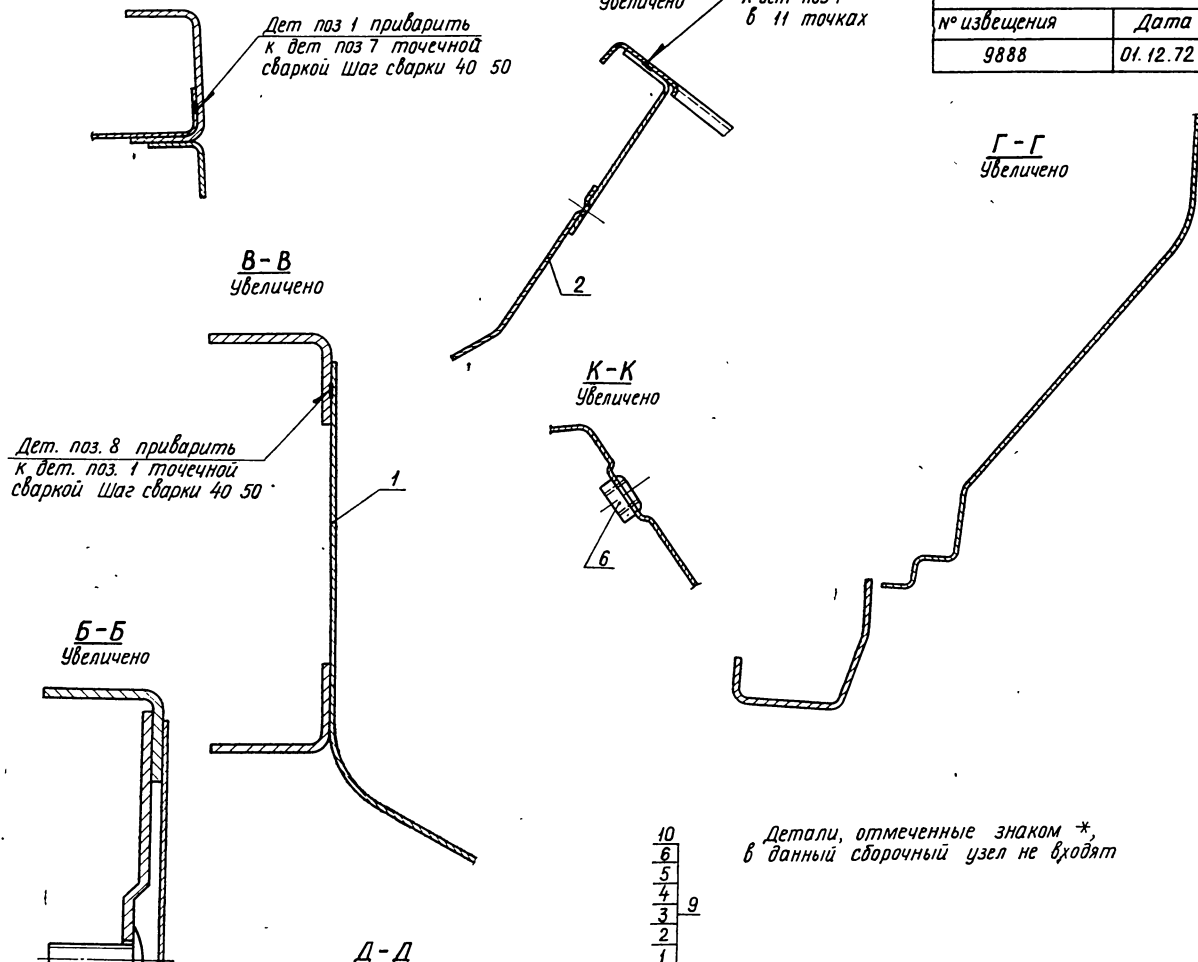 Дет поз 1 приварить
к дет поз 7 точечной
сваркой Шаг сварки 40 50
Увеличено
в 11 точках
№ извещения Дата
9888 01.12.72
Г-Г
Увеличено
В-В
Увеличено
2
К-К
Увеличено
Дет. поз. 8 приварить
к дет. поз. 1 точечной
сваркой Шаг сварки 40 50
1
6
Б-Б
Увеличено
Детали, отмеченные знаком *,
в данный сборочный узел не входят
10
6
5
4
3
9
2
1
Д-Д